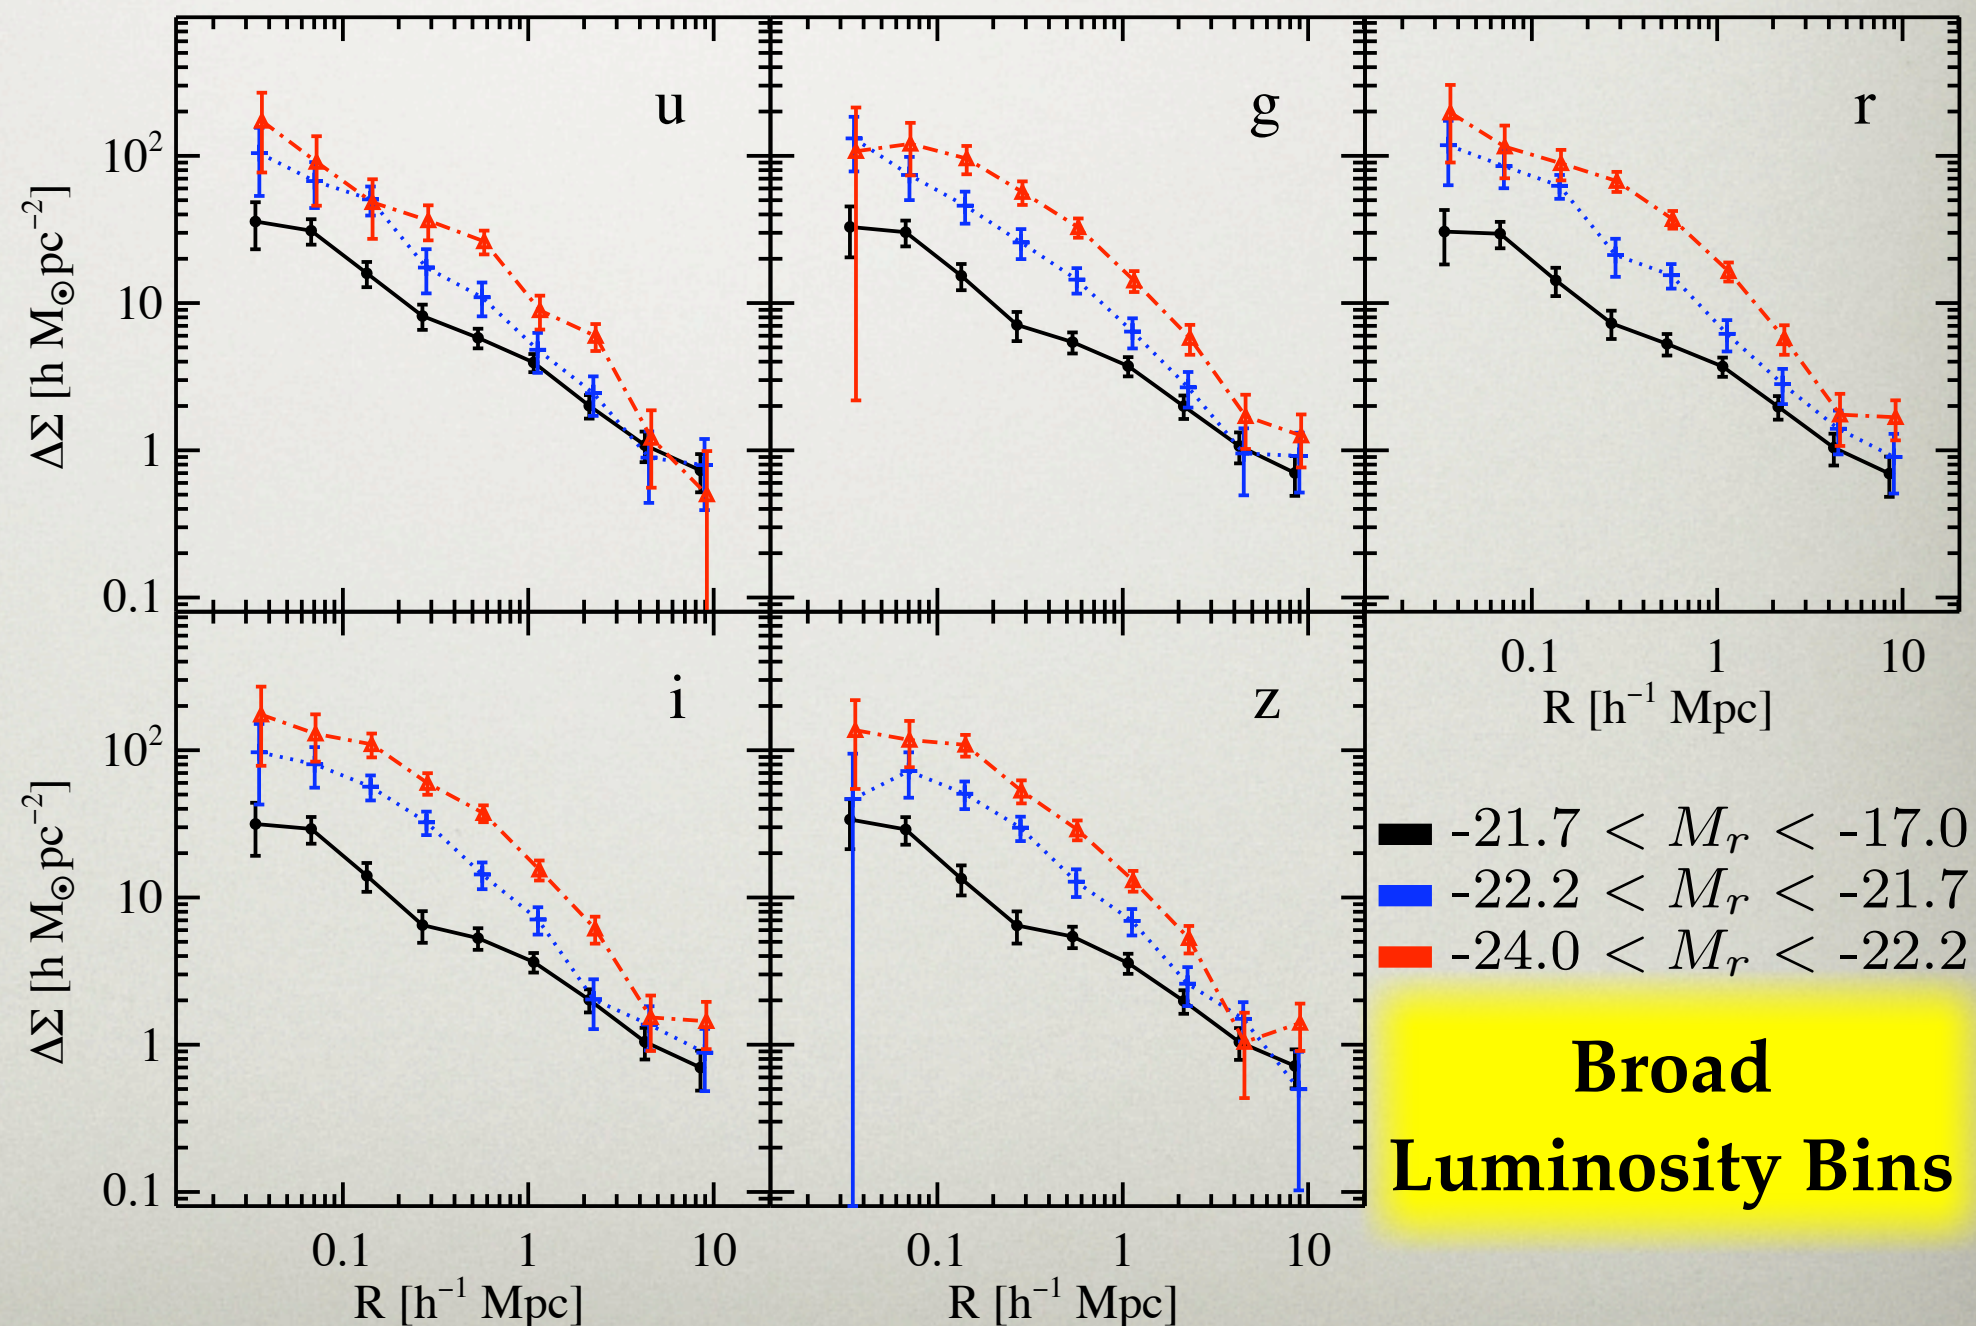 u
g
r
10²
10
1
0.1
ΔΣ [h M⊙pc⁻²]
0.1 1 10
R [h⁻¹ Mpc]
i
z
10²
10
1
0.1
ΔΣ [h M⊙pc⁻²]
0.1 1 10
R [h⁻¹ Mpc]
0.1 1 10
R [h⁻¹ Mpc]
-21.7 < Mᵣ < -17.0
-22.2 < Mᵣ < -21.7
-24.0 < Mᵣ < -22.2
Broad
Luminosity Bins